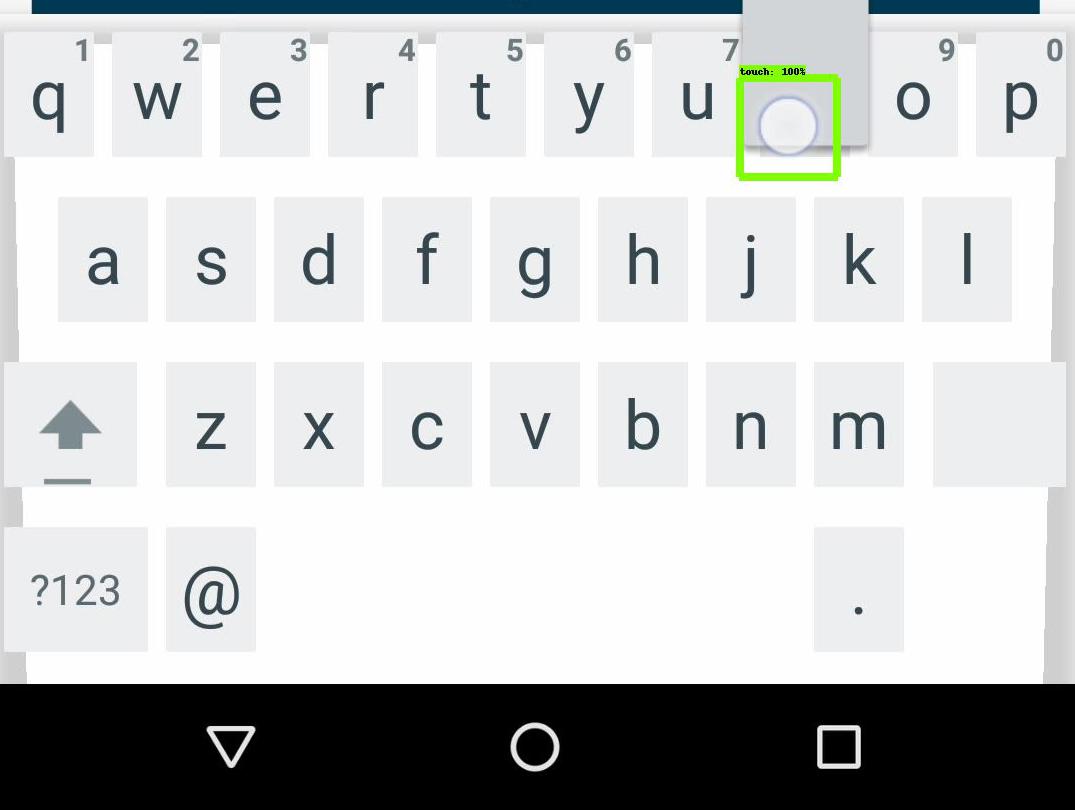 1 2 3 4 5 6 7 9 0
touch: 100%
q w e r t y u o p
a s d f g h j k l
z x c v b n m
?123 @ .